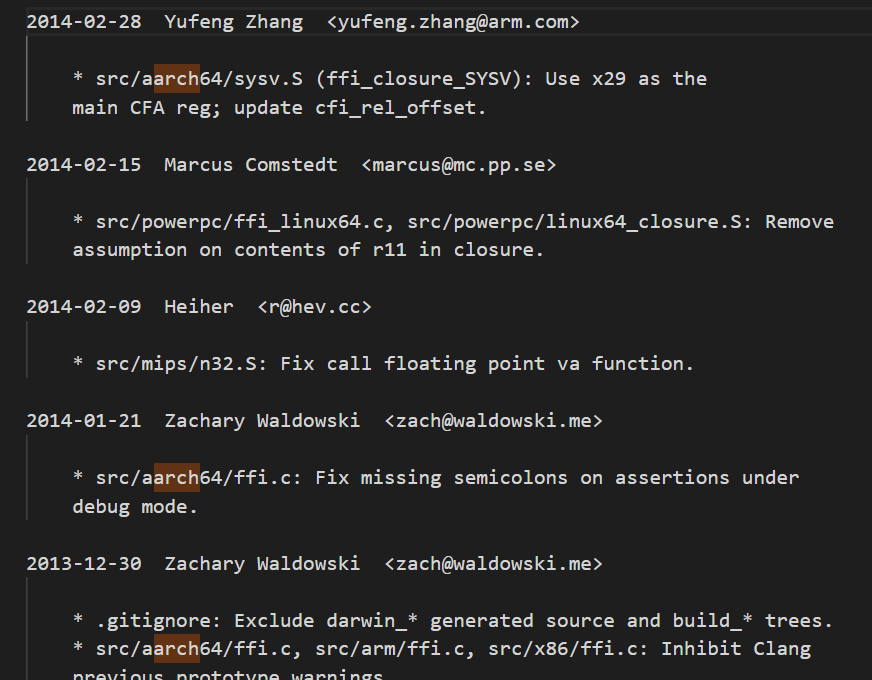 2014-02-28  Yufeng Zhang  <yufeng.zhang@arm.com>
* src/aarch64/sysv.S (ffi_closure_SYSV): Use x29 as the
main CFA reg; update cfi_rel_offset.
2014-02-15  Marcus Comstedt  <marcus@mc.pp.se>
* src/powerpc/ffi_linux64.c, src/powerpc/linux64_closure.S: Remove
assumption on contents of r11 in closure.
2014-02-09  Heiher  <r@hev.cc>
* src/mips/n32.S: Fix call floating point va function.
2014-01-21  Zachary Waldowski  <zach@waldowski.me>
* src/aarch64/ffi.c: Fix missing semicolons on assertions under
debug mode.
2013-12-30  Zachary Waldowski  <zach@waldowski.me>
* .gitignore: Exclude darwin_* generated source and build_* trees.
* src/aarch64/ffi.c, src/arm/ffi.c, src/x86/ffi.c: Inhibit Clang
previous prototype warnings.